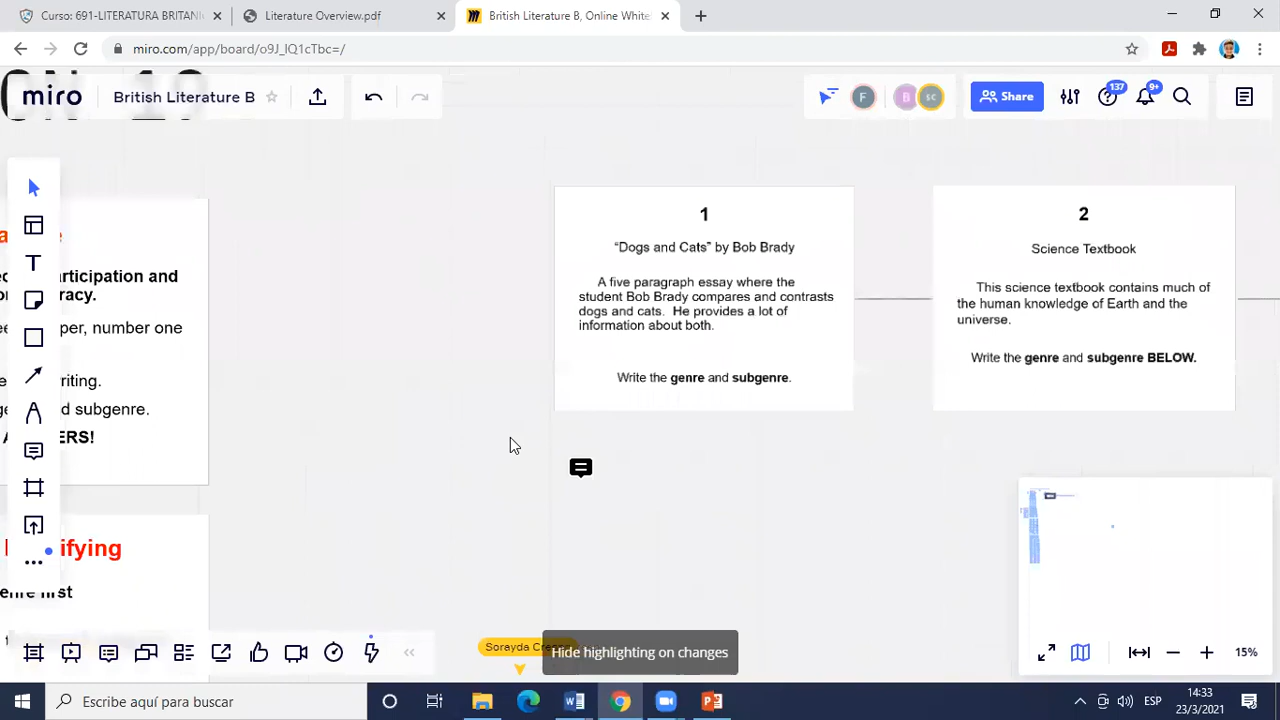 Curso: 691-LITERATURA BRITANI
Literature Overview.pdf
British Literature B, Online White
miro.com/app/board/o9J_lQ1cTbc=/
miro
British Literature B
F
B
SC
Share
137
9+
articipation and
racy.
per, number one
riting.
d subgenre.
ERS!
ifying
1
"Dogs and Cats" by Bob Brady
A five paragraph essay where the
student Bob Brady compares and contrasts
dogs and cats. He provides a lot of
information about both.
Write the genre and subgenre.
2
Science Textbook
This science textbook contains much of
the human knowledge of Earth and the
universe.
Write the genre and subgenre BELOW.
Sorayda
Hide highlighting on changes
15%
Escribe aquí para buscar
ESP
14:33
23/3/2021